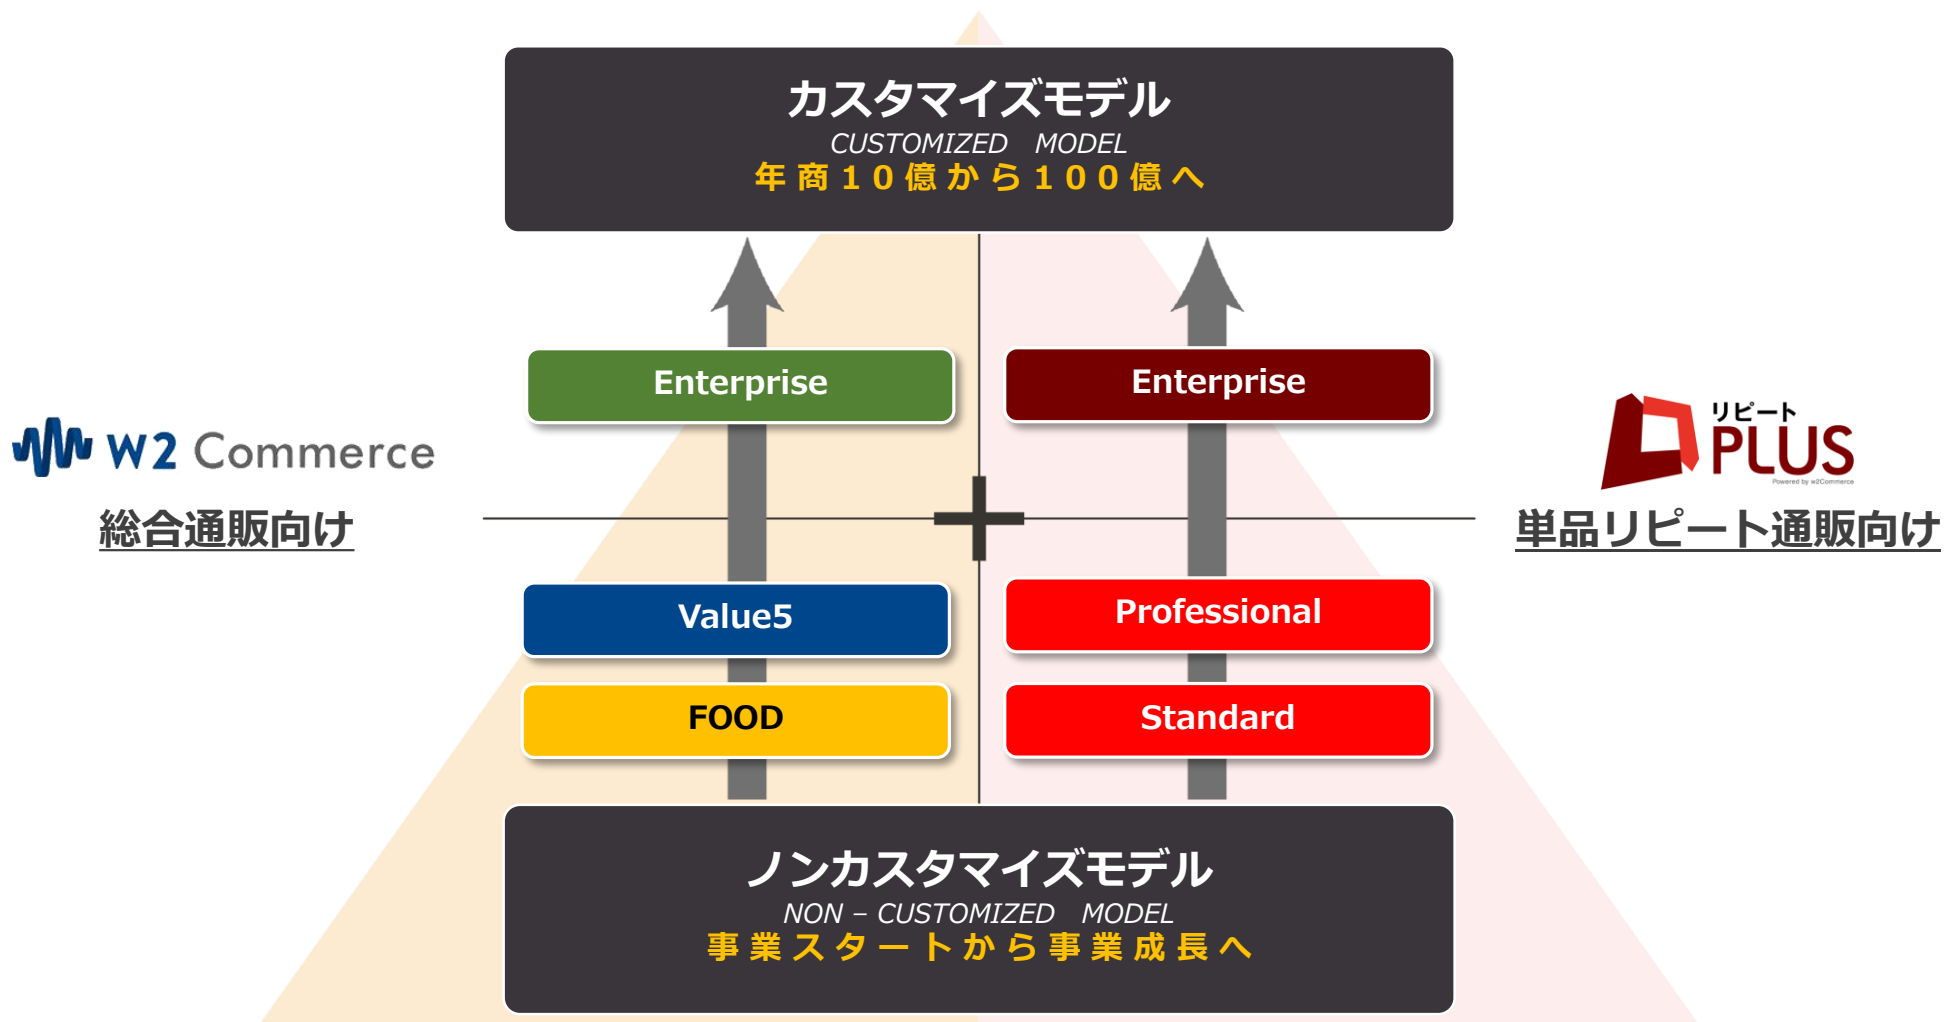 カスタマイズモデル
CUSTOMIZED MODEL
年商10億から100億へ
Enterprise
Enterprise
W2 Commerce
総合通販向け
リピート
PLUS
Powered by w2Commerce
単品リピート通販向け
Value5
Professional
FOOD
Standard
ノンカスタマイズモデル
NON – CUSTOMIZED MODEL
事業スタートから事業成長へ